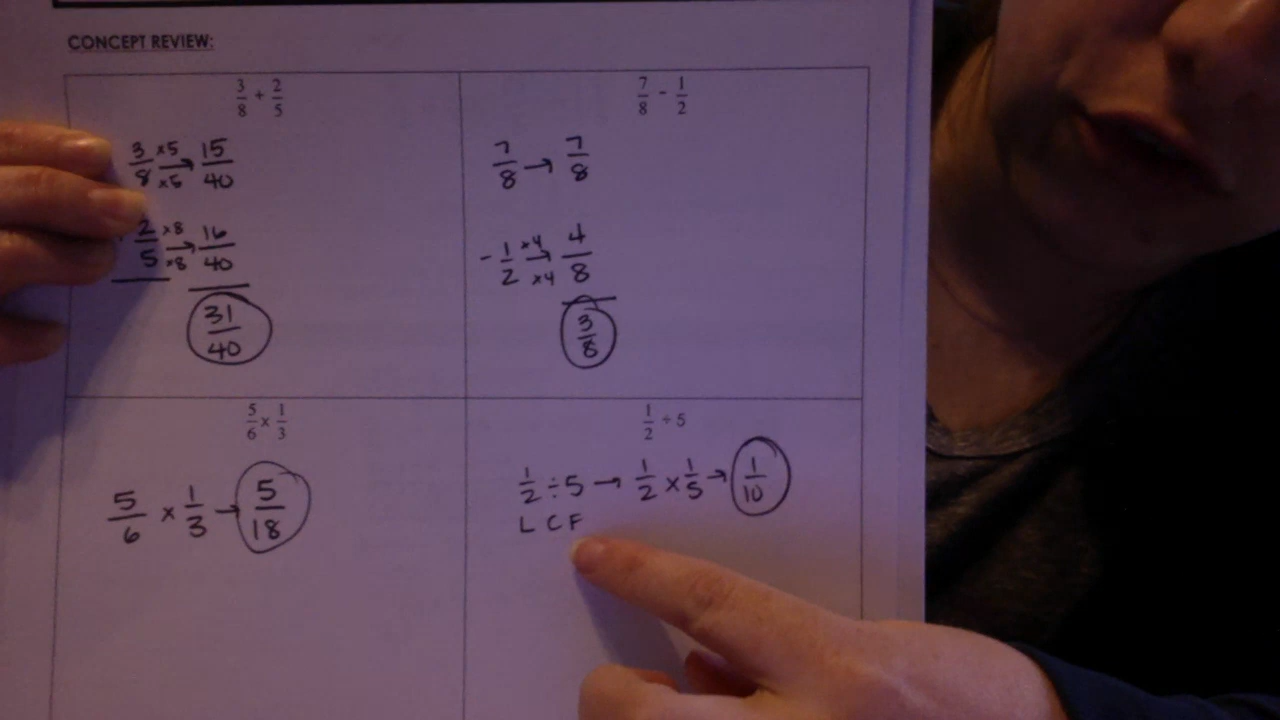 CONCEPT REVIEW:
3/8 + 2/5
3/8 ×5/×5 → 15/40
2/5 ×8/×8 → 16/40
31/40
7/8 - 1/2
7/8 → 7/8
- 1/2 ×4/×4 → 4/8
3/8
5/6 x 1/3
5/6 × 1/3 → 5/18
1/2 ÷ 5
1/2 ÷ 5 → 1/2 × 1/5 → 1/10
L C F